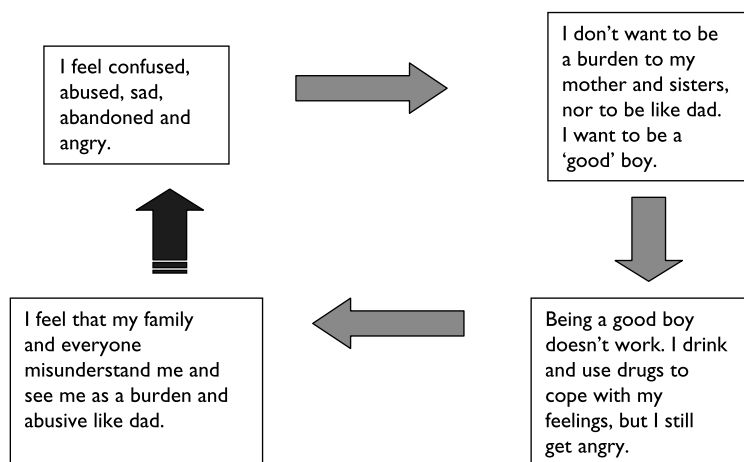 I feel confused,
abused, sad,
abandoned and
angry.
I don’t want to be
a burden to my
mother and sisters,
nor to be like dad.
I want to be a
‘good’ boy.
Being a good boy
doesn’t work. I drink
and use drugs to
cope with my
feelings, but I still
get angry.
I feel that my family
and everyone
misunderstand me and
see me as a burden and
abusive like dad.